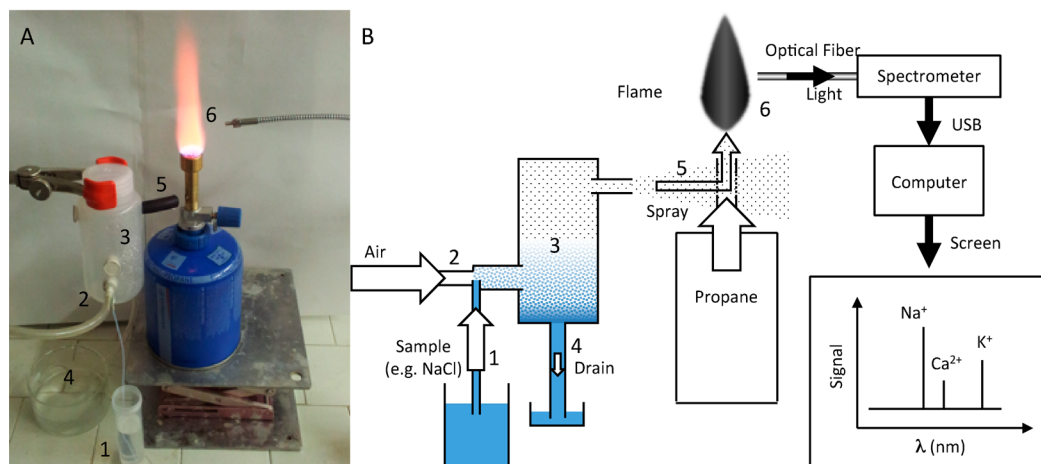 A
6
5
3
2
4
1
B
Optical Fiber
Light
Spectrometer
Flame
6
USB
5
Computer
Spray
Air
2
3
Screen
Propane
Sample
(e.g. NaCl)
1
4
Drain
Na⁺
Ca²⁺
K⁺
Signal
λ (nm)